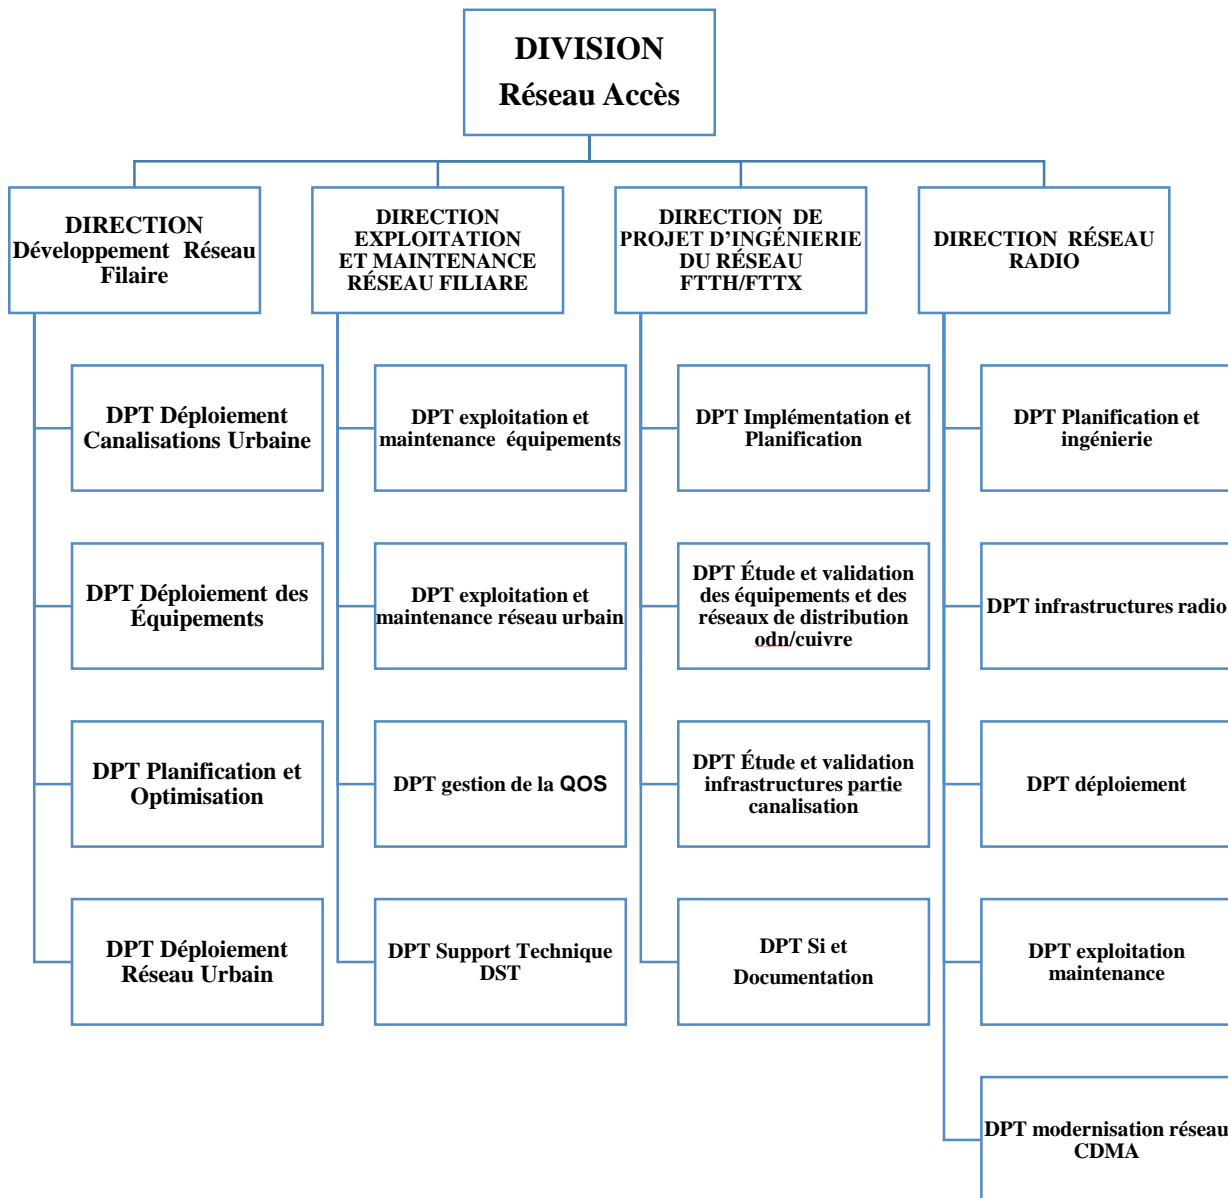 DIVISION
Réseau Accès
DIRECTION
Développement Réseau
Filaire
DIRECTION
EXPLOITATION
ET MAINTENANCE
RÉSEAU FILIARE
DIRECTION DE
PROJET D’INGÉNIERIE
DU RÉSEAU
FTTH/FTTX
DIRECTION RÉSEAU
RADIO
DPT Déploiement
Canalisations Urbaine
DPT Déploiement des
Équipements
DPT Planification et
Optimisation
DPT Déploiement
Réseau Urbain
DPT exploitation et
maintenance équipements
DPT exploitation et
maintenance réseau urbain
DPT gestion de la QOS
DPT Support Technique
DST
DPT Implémentation et
Planification
DPT Étude et validation
des équipements et des
réseaux de distribution
odn/cuivre
DPT Étude et validation
infrastructures partie
canalisation
DPT Si et
Documentation
DPT Planification et
ingénierie
DPT infrastructures radio
DPT déploiement
DPT exploitation
maintenance
DPT modernisation réseau
CDMA